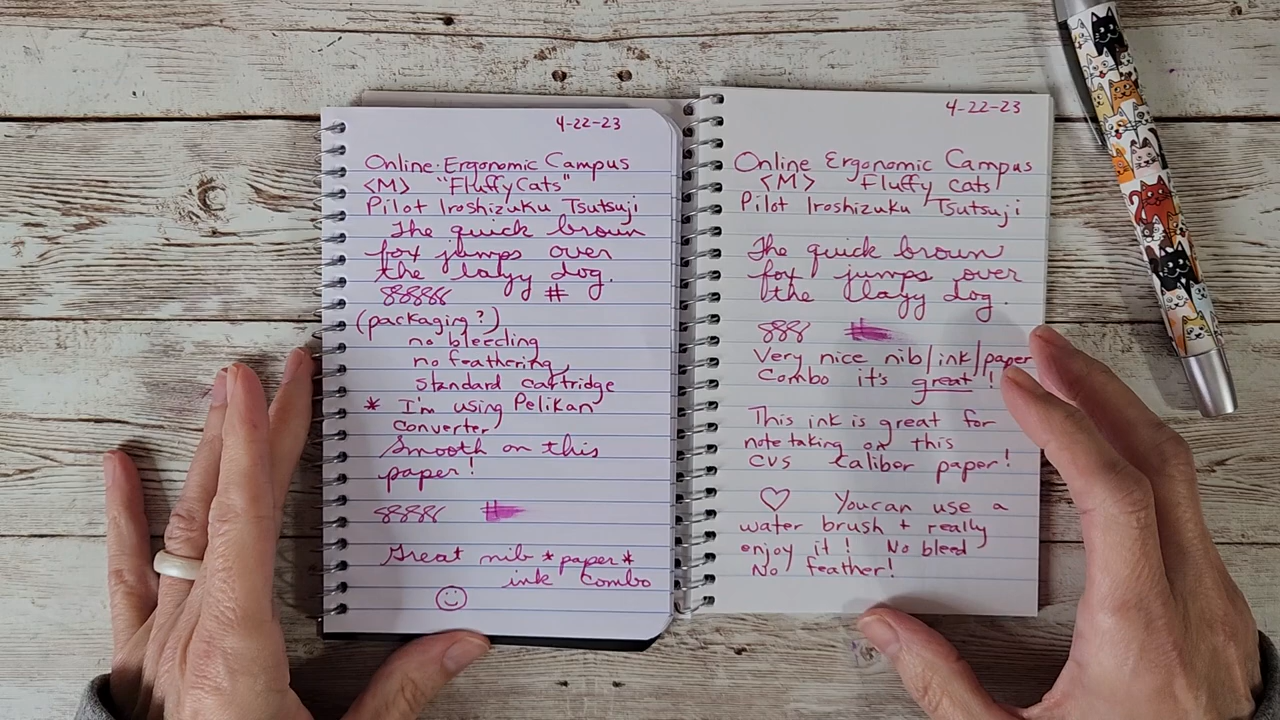 4-22-23
Online Ergonomic Campus
<M> "Fluffy Cats"
Pilot Iroshizuku Tsutsuji
The quick brown
fox jumps over
the lazy dog.
88888 #
(packaging?)
no bleeding
no feathering
standard cartridge
* I'm using Pelikan
converter
Smooth on this
paper!
88888 #
Great nib * paper *
ink combo
4-22-23
Online Ergonomic Campus
<M> Fluffy Cats
Pilot Iroshizuku Tsutsuji
The quick brown
fox jumps over
the lazy dog.
8888
Very nice nib/ink/paper
combo it's great!
This ink is great for
note taking on this
CVS Caliber paper!
♡ You can use a
water brush + really
enjoy it! No bleed
No feather!